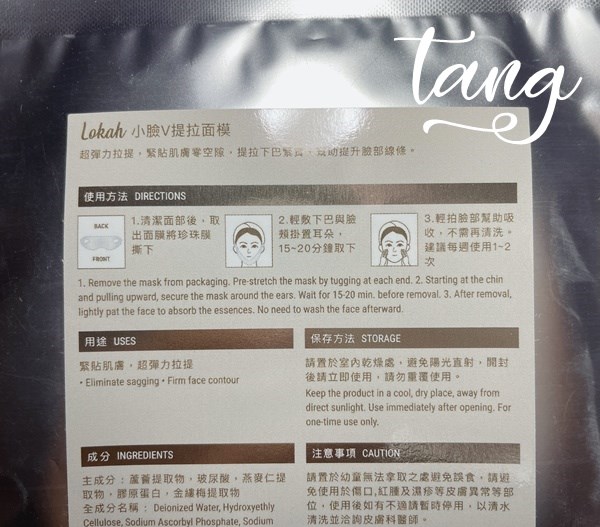 tang
Lokah 小臉V提拉面模
超彈力拉提，緊貼肌膚零空隙，提拉下巴緊實，幫助提升臉部線條。
使用方法 DIRECTIONS
BACK
FRONT
1.清潔面部後，取
出面膜將珍珠膜
撕下
2.輕敷下巴與臉
頰掛置耳朵，
15~20分鐘取下
3.輕拍臉部幫助吸
收，不需再清洗。
建議每週使用1~2
次
1. Remove the mask from packaging. Pre-stretch the mask by tugging at each end. 2. Starting at the chin
and pulling upward, secure the mask around the ears. Wait for 15-20 min. before removal. 3. After removal,
lightly pat the face to absorb the essences. No need to wash the face afterward.
用途 USES
緊貼肌膚，超彈力拉提
• Eliminate sagging • Firm face contour
保存方法 STORAGE
請置於室內乾燥處，避免陽光直射，開封
後請立即使用，請勿重覆使用。
Keep the product in a cool, dry place, away from
direct sunlight. Use immediately after opening. For
one-time use only.
成分 INGREDIENTS
主成分：蘆薈提取物，玻尿酸，燕麥仁提
取物，膠原蛋白，金縷梅提取物
全成分名稱： Deionized Water, Hydroxyethly
Cellulose, Sodium Ascorbyl Phosphate, Sodium
注意事項 CAUTION
請置於幼童無法拿取之處避免誤食，請避
免使用於傷口,紅腫及濕疹等皮膚異常等部
位，使用後如有不適請暫時停用，以清水
清洗並洽詢皮膚科醫師。